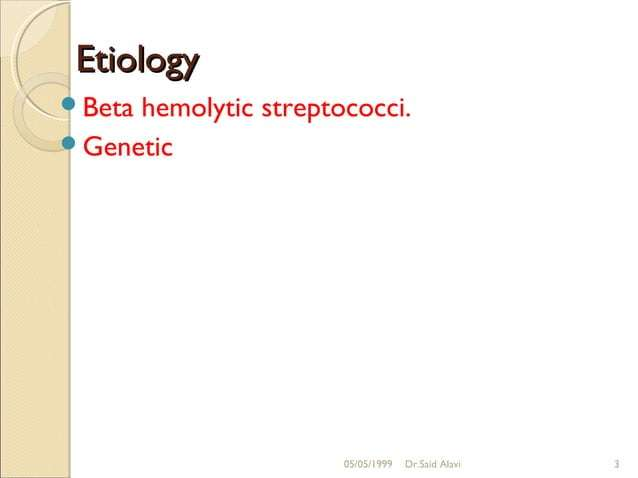 Etiology
Beta hemolytic streptococci.
Genetic
05/05/1999 Dr.Said Alavi 3